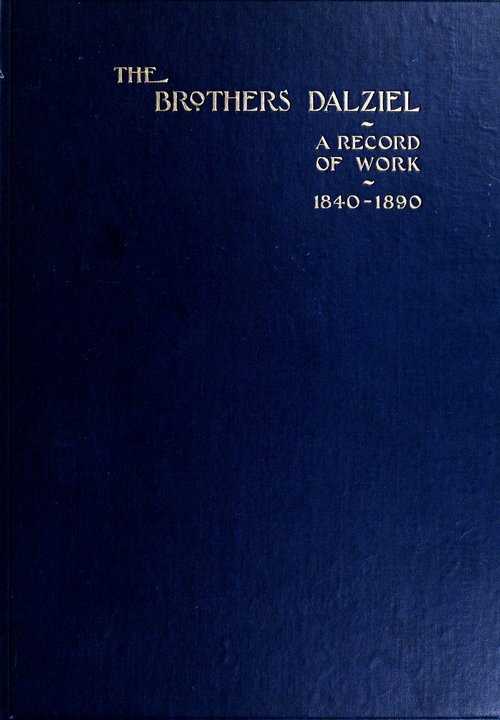 THE
BROTHERS DALZIEL
~
A RECORD
OF WORK
~
1840-1890